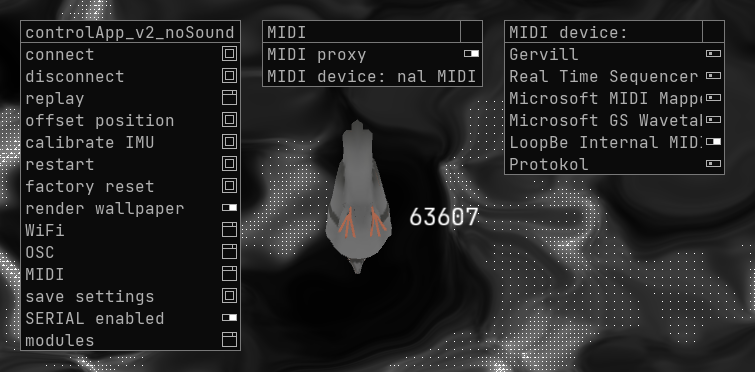 controlApp_v2_noSound
connect
disconnect
replay
offset position
calibrate IMU
restart
factory reset
render wallpaper
WiFi
OSC
MIDI
save settings
SERIAL enabled
modules
MIDI
MIDI proxy
MIDI device: nal MIDI
63607
MIDI device:
Gervill
Real Time Sequencer
Microsoft MIDI Mapp
Microsoft GS Waveta
LoopBe Internal MID
Protokol